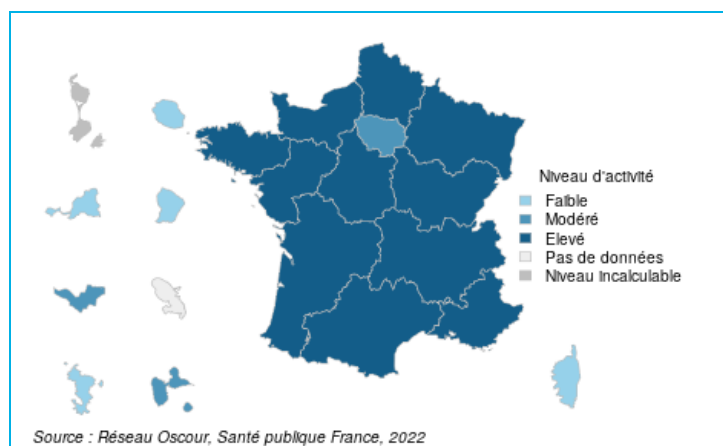 Niveau d'activité
Faible
Modéré
Elevé
Pas de données
Niveau incalculable
Source : Réseau Oscour, Santé publique France, 2022